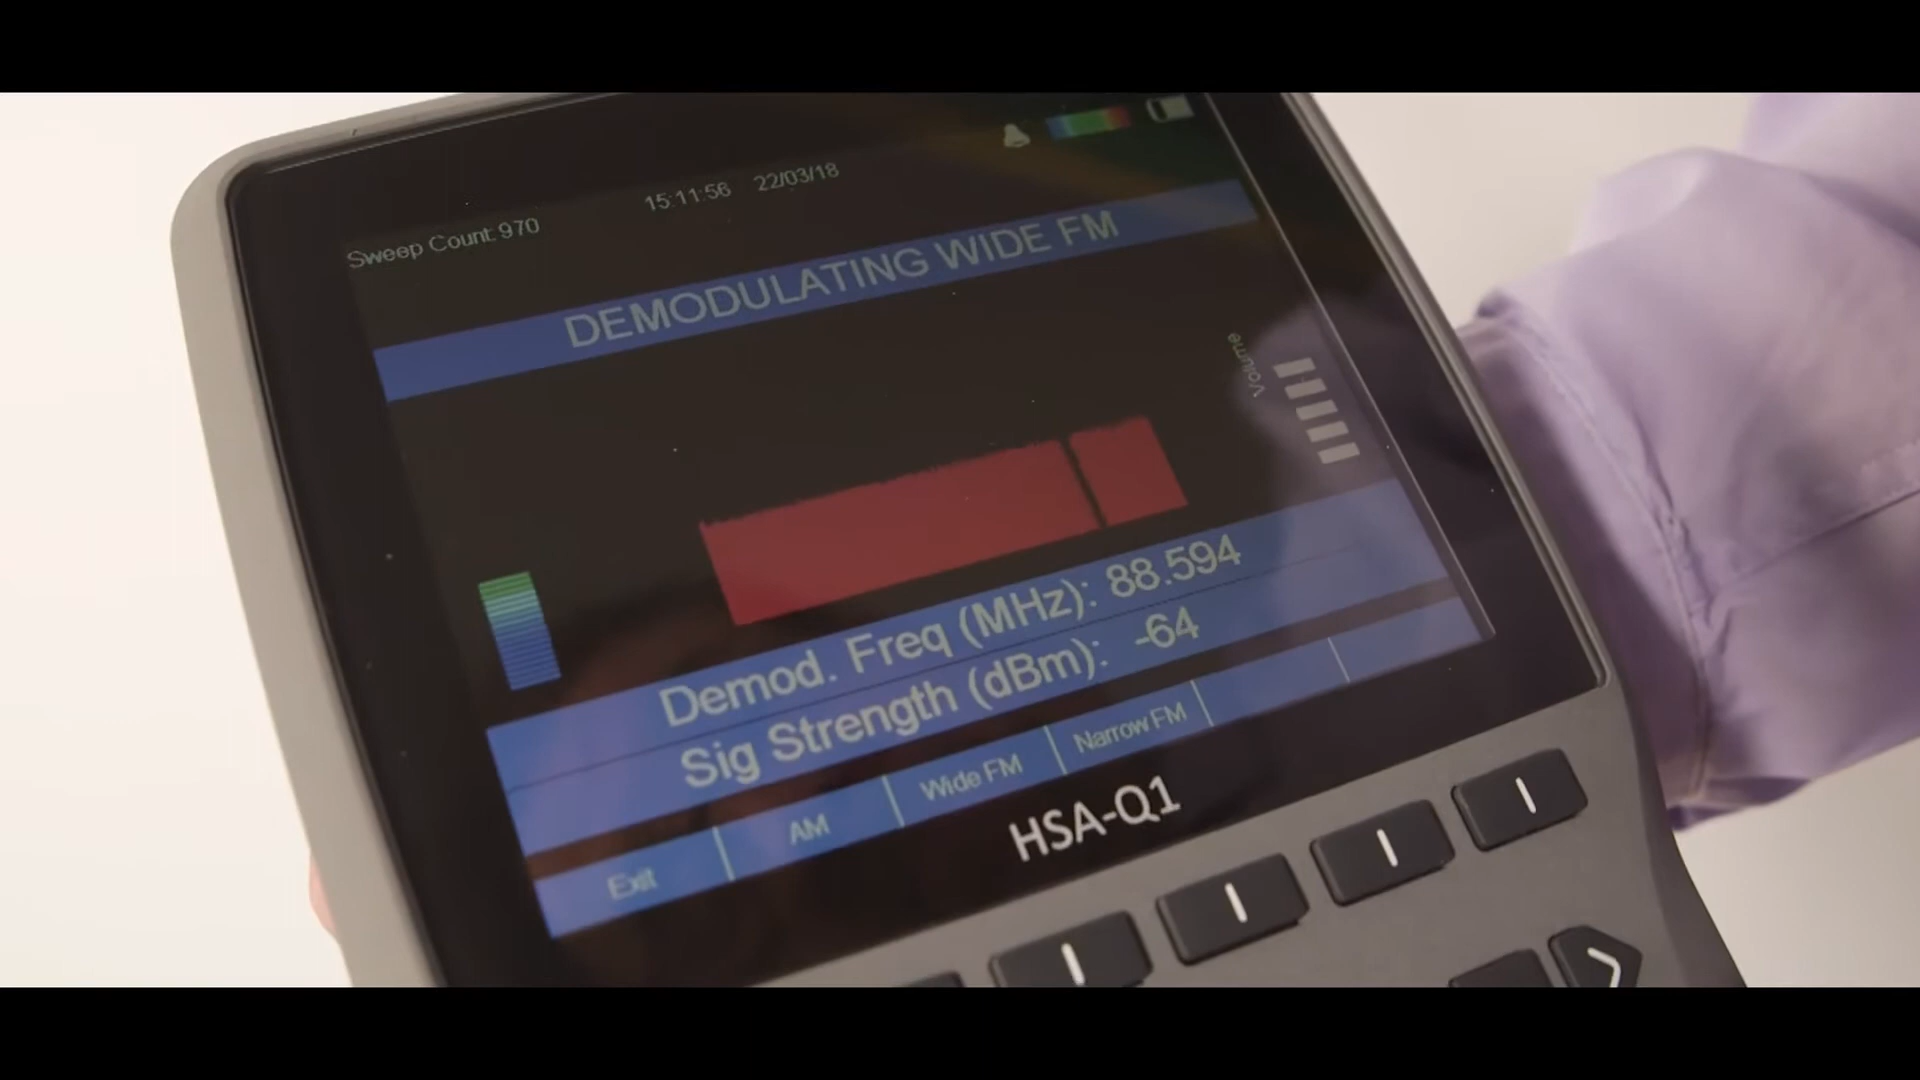 Sweep Count: 970 15:11:56 22/03/18
DEMODULATING WIDE FM
Volume
Demod. Freq (MHz): 88.594
Sig Strength (dBm): -64
Exit AM Wide FM Narrow FM
HSA-Q1